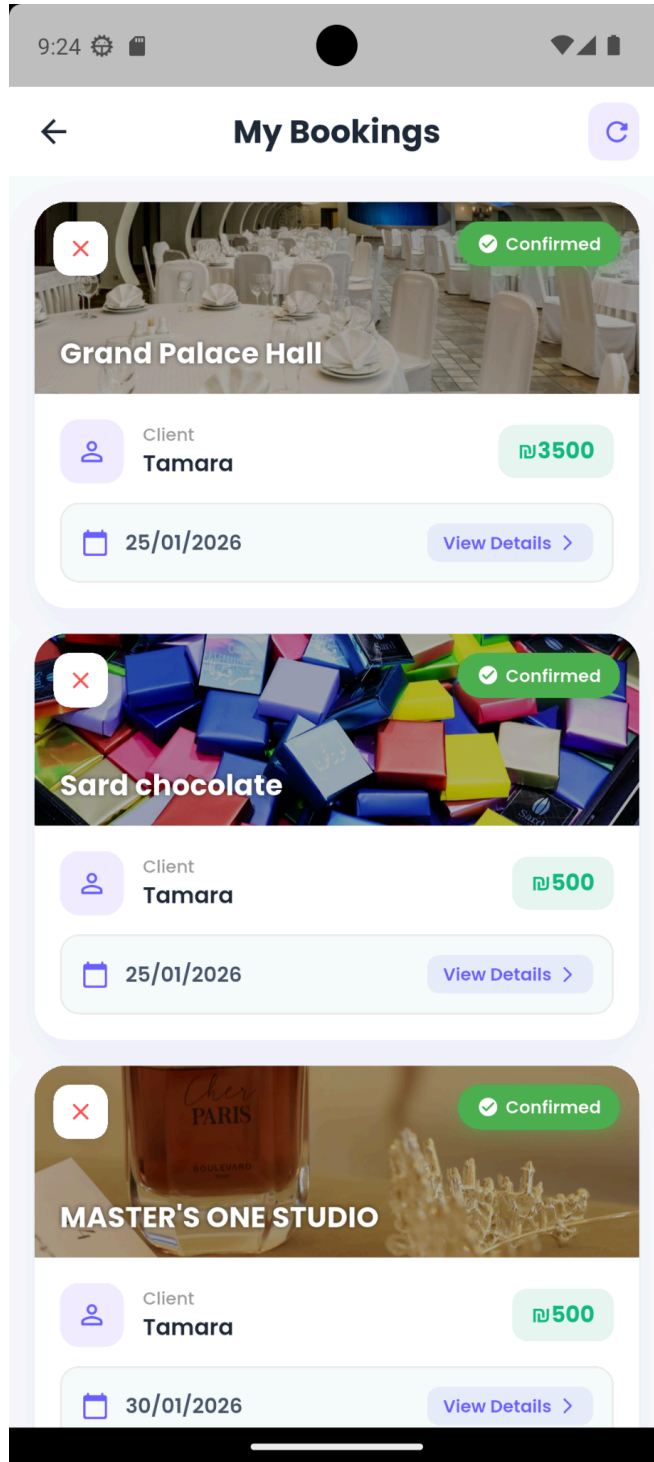 9:24
My Bookings
Confirmed
Grand Palace Hall
Client
Tamara
₪3500
25/01/2026
View Details
Confirmed
Sard chocolate
Client
Tamara
₪500
25/01/2026
View Details
Confirmed
Cher
PARIS
BOULEVARD
MASTER'S ONE STUDIO
Client
Tamara
₪500
30/01/2026
View Details